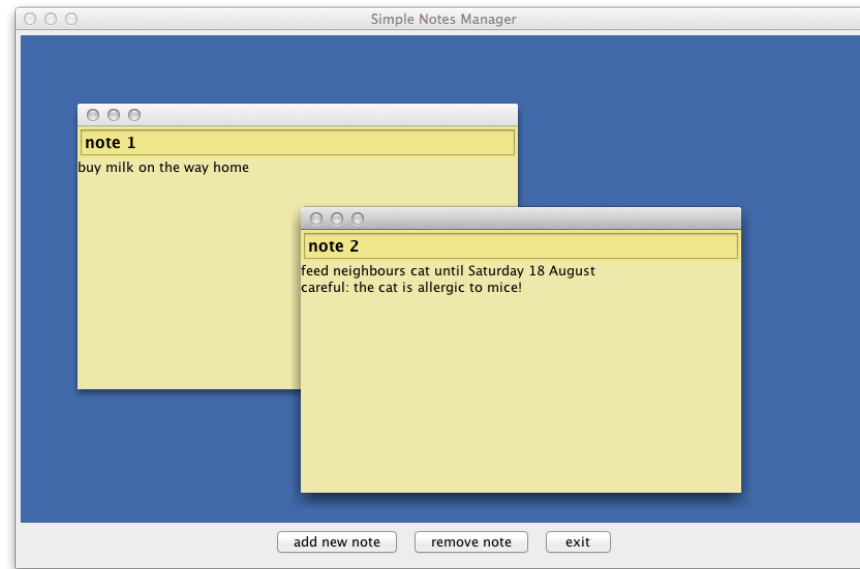 Simple Notes Manager
note 1
buy milk on the way home
note 2
feed neighbours cat until Saturday 18 August
careful: the cat is allergic to mice!
add new note
remove note
exit